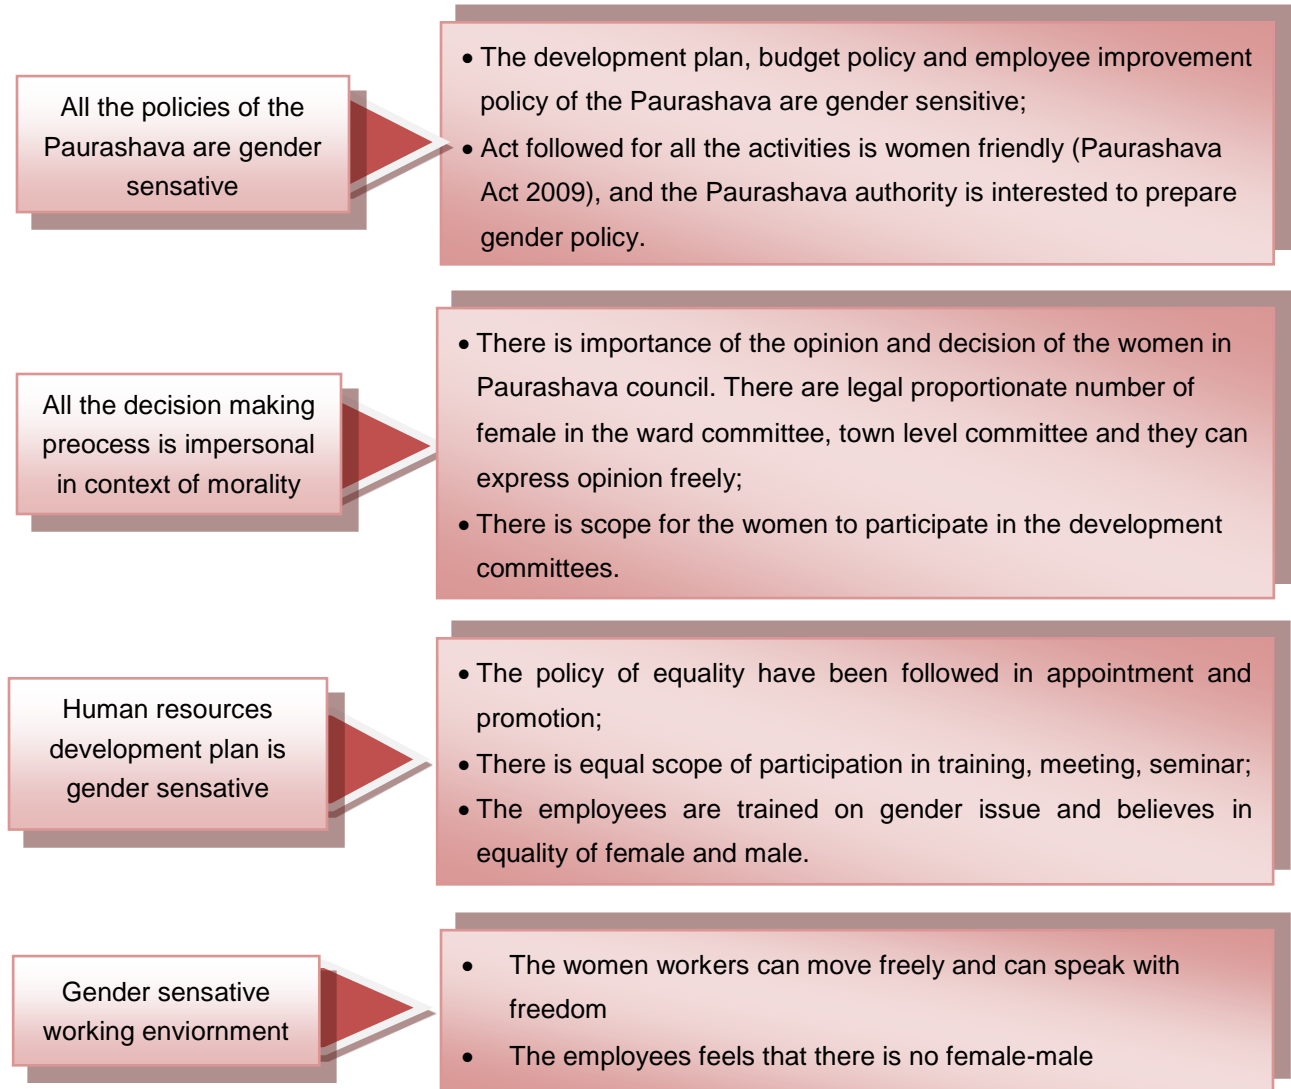 All the policies of the
Paurashava are gender
sensative
• The development plan, budget policy and employee improvement
policy of the Paurashava are gender sensitive;
• Act followed for all the activities is women friendly (Paurashava
Act 2009), and the Paurashava authority is interested to prepare
gender policy.
All the decision making
preocess is impersonal
in context of morality
• There is importance of the opinion and decision of the women in
Paurashava council. There are legal proportionate number of
female in the ward committee, town level committee and they can
express opinion freely;
• There is scope for the women to participate in the development
committees.
Human resources
development plan is
gender sensative
• The policy of equality have been followed in appointment and
promotion;
• There is equal scope of participation in training, meeting, seminar;
• The employees are trained on gender issue and believes in
equality of female and male.
Gender sensative
working enviornment
• The women workers can move freely and can speak with
freedom
• The employees feels that there is no female-male